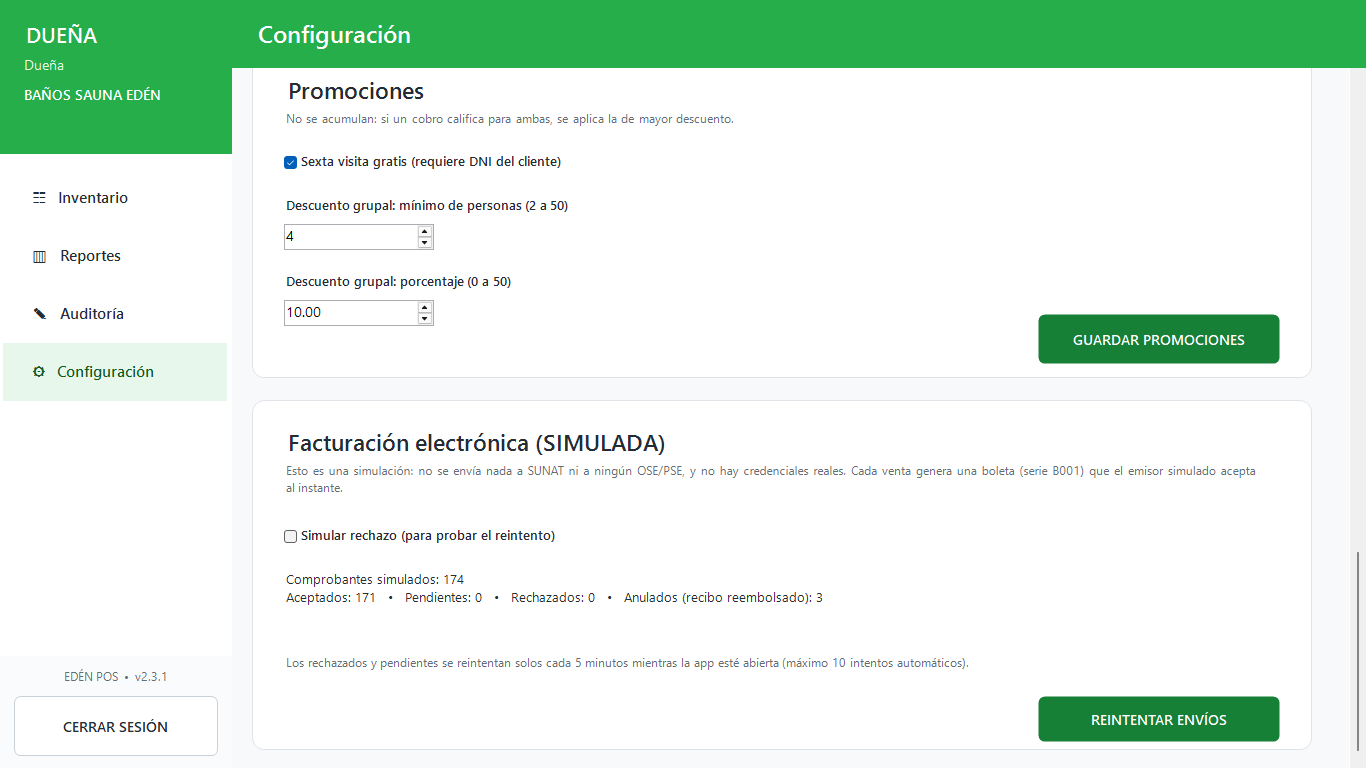 DUEÑA
Dueña
BAÑOS SAUNA EDÉN
Inventario
Reportes
Auditoría
Configuración
EDÉN POS • v2.3.1
CERRAR SESIÓN
Configuración
Promociones
No se acumulan: si un cobro califica para ambas, se aplica la de mayor descuento.
Sexta visita gratis (requiere DNI del cliente)
Descuento grupal: mínimo de personas (2 a 50)
4
Descuento grupal: porcentaje (0 a 50)
10.00
GUARDAR PROMOCIONES
Facturación electrónica (SIMULADA)
Esto es una simulación: no se envía nada a SUNAT ni a ningún OSE/PSE, y no hay credenciales reales. Cada venta genera una boleta (serie B001) que el emisor simulado acepta
al instante.
Simular rechazo (para probar el reintento)
Comprobantes simulados: 174
Aceptados: 171 • Pendientes: 0 • Rechazados: 0 • Anulados (recibo reembolsado): 3
Los rechazados y pendientes se reintentan solos cada 5 minutos mientras la app esté abierta (máximo 10 intentos automáticos).
REINTENTAR ENVÍOS